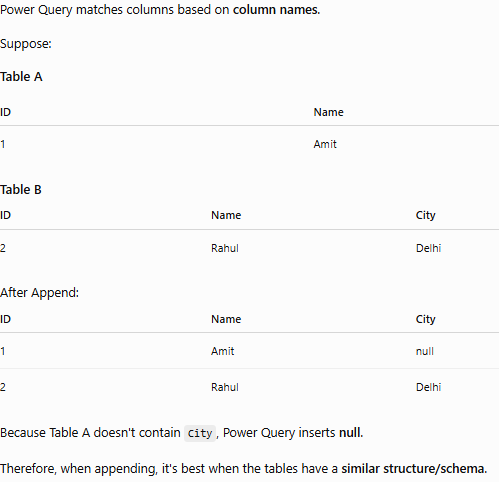 Power Query matches columns based on column names.
Suppose:
Table A
ID Name
1 Amit
Table B
ID Name City
2 Rahul Delhi
After Append:
ID Name City
1 Amit null
2 Rahul Delhi
Because Table A doesn't contain City, Power Query inserts null.
Therefore, when appending, it's best when the tables have a similar structure/schema.